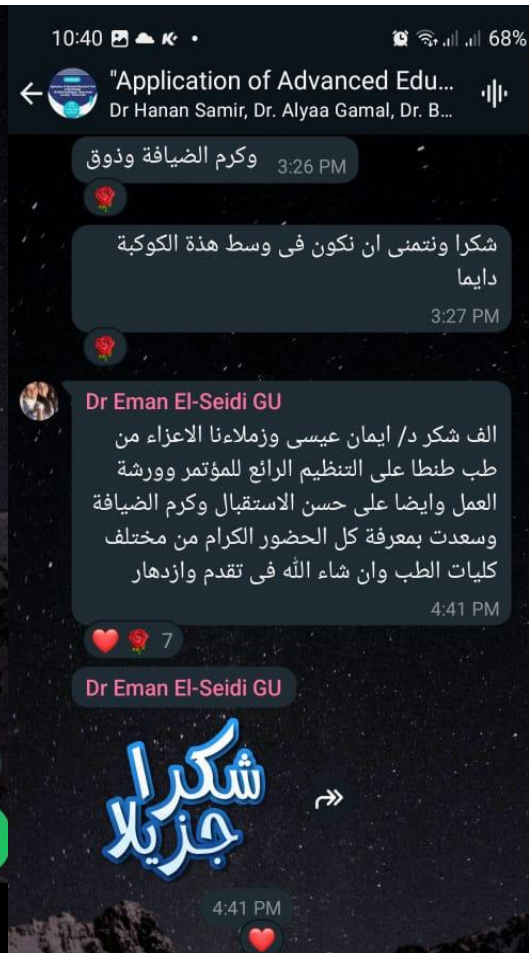 10:40
68%
"Application of Advanced Edu...
Dr Hanan Samir, Dr. Alyaa Gamal, Dr. B...
وكرم الضيافة وذوق
3:26 PM
شكرا ونتمنى ان نكون فى وسط هذة الكوكبة
دايما
3:27 PM
Dr Eman El-Seidi GU
الف شكر د/ ايمان عيسى وزملاءنا الاعزاء من
طب طنطا على التنظيم الرائع للمؤتمر وورشة
العمل وايضا على حسن الاستقبال وكرم الضيافة
وسعدت بمعرفة كل الحضور الكرام من مختلف
كليات الطب وان شاء الله فى تقدم وازدهار
4:41 PM
7
Dr Eman El-Seidi GU
شكرا
جزيلا
4:41 PM